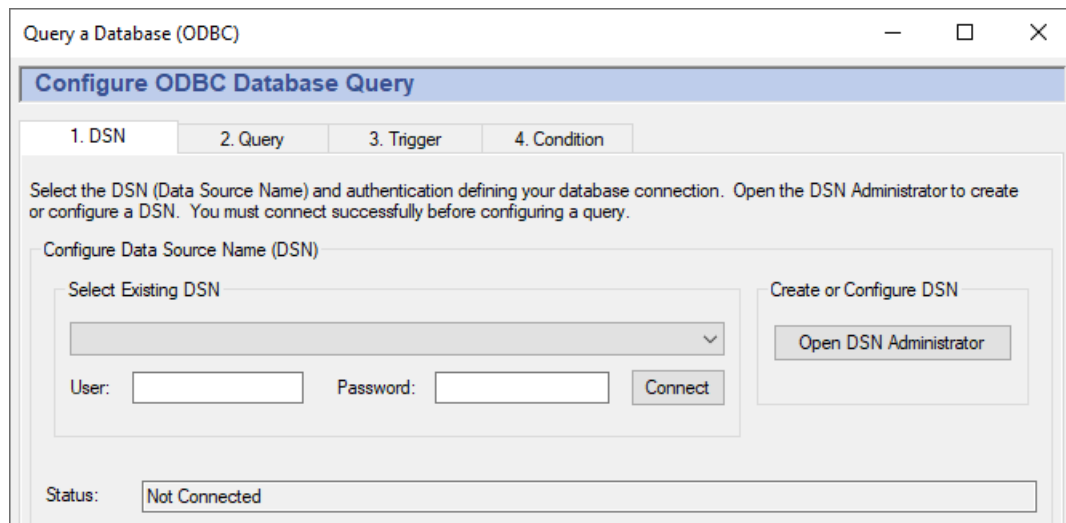 Query a Database (ODBC)
Configure ODBC Database Query
1. DSN 2. Query 3. Trigger 4. Condition
Select the DSN (Data Source Name) and authentication defining your database connection.  Open the DSN Administrator to create
or configure a DSN.  You must connect successfully before configuring a query.
Configure Data Source Name (DSN)
Select Existing DSN
Create or Configure DSN
Open DSN Administrator
User: Password: Connect
Status: Not Connected